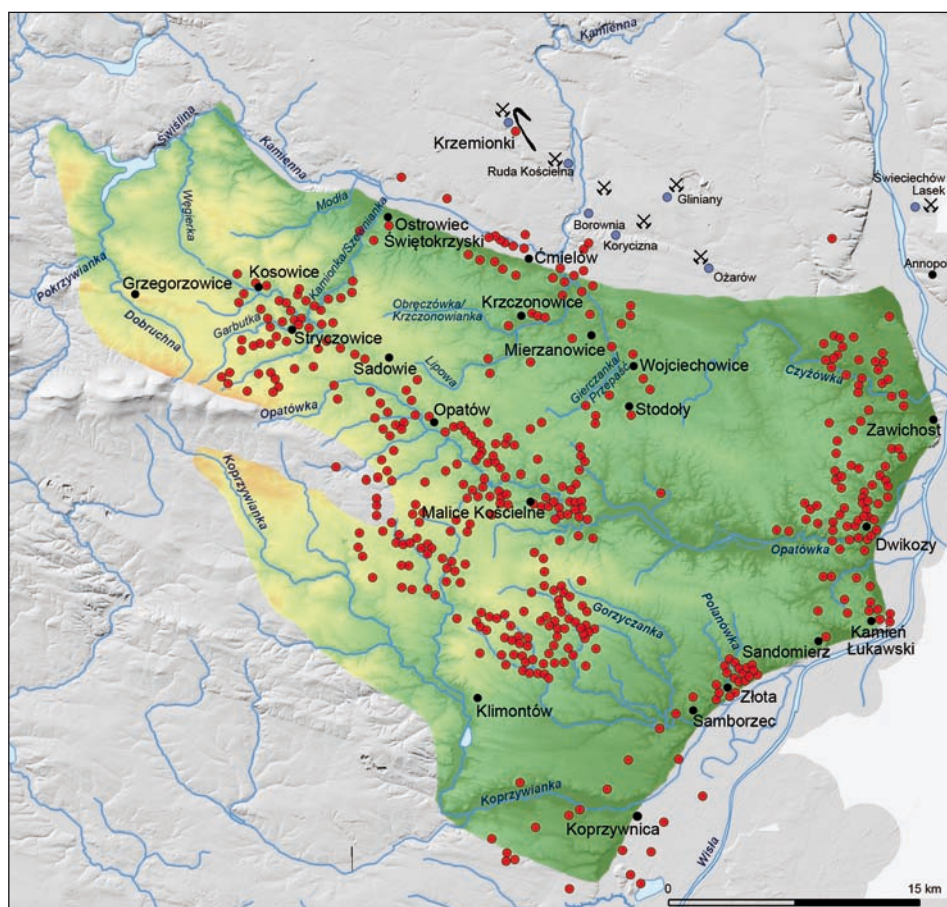 Kamienna
Świślina
Kamienna
Krzemionki
Ruda Kościelna
Świeciechów
Lasek
Gliniany
Węgierka
Modła
Borownia
Ostrowiec
Świętokrzyski
Korycizna
Kamionka/Szewnianka
Ćmielów
Ożarów
Annopo
Pokrzywianka
Grzegorzowice
Kosowice
Obręczówka/
Krzczonowianka
Krzczonowice
Garbutka
Dobruchna
Stryczowice
Mierzanowice
Sadowie
Lipowa
Gierczanka/
Przepaść
Wojciechowice
Czyżówka
Opatówka
Stodoły
Opatów
Zawichost
Koprzywianka
Malice Kościelne
Opatówka
Dwikozy
Gorzyczanka
Polanówka
Sandomierz
Kamień
Łukawski
Klimontów
Złota
Samborzec
Koprzywianka
Koprzywnica
Wisła
0
15 km